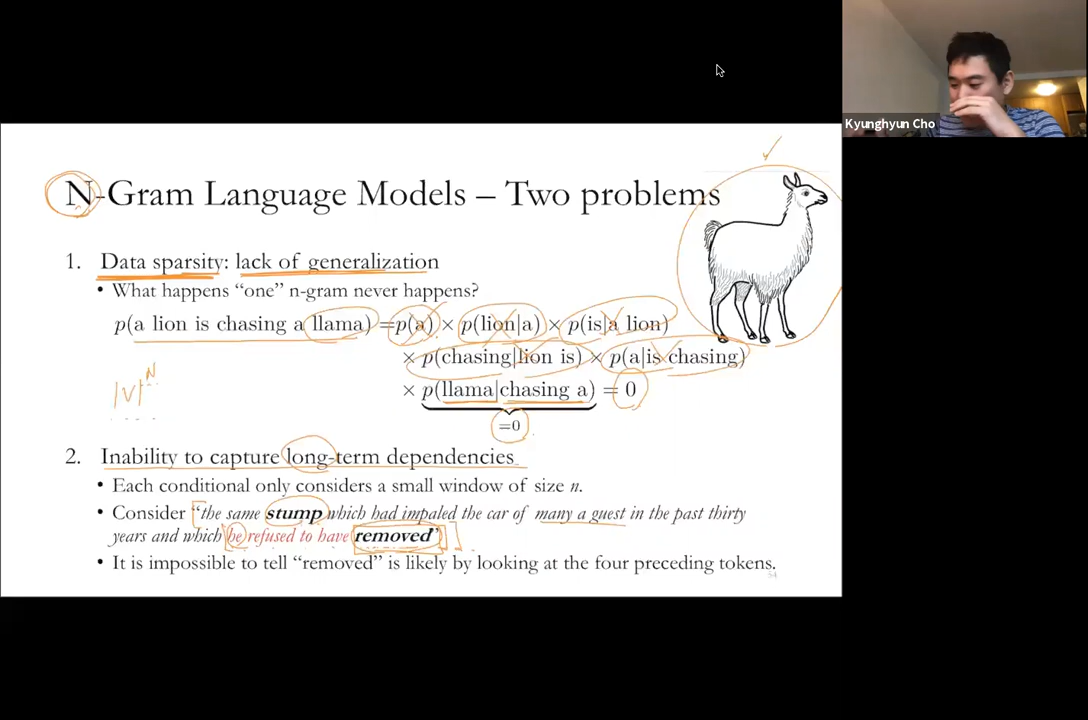 Kyunghyun Cho
N-Gram Language Models – Two problems
1. Data sparsity: lack of generalization
• What happens “one” n-gram never happens?
p(a lion is chasing a llama) =p(a) × p(lion|a) × p(is|a lion)
× p(chasing|lion is) × p(a|is chasing)
× p(llama|chasing a) = 0
=0
|V|^N
2. Inability to capture long-term dependencies
• Each conditional only considers a small window of size n.
• Consider “the same stump which had impaled the car of many a guest in the past thirty
years and which he refused to have removed”
• It is impossible to tell “removed” is likely by looking at the four preceding tokens.
54